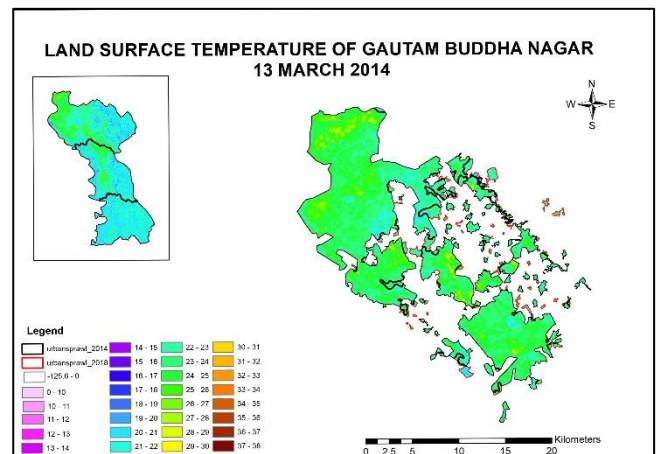 LAND SURFACE TEMPERATURE OF GAUTAM BUDDHA NAGAR
13 MARCH 2014
N
W E
S
Legend
urbansprawl_2014
urbansprawl_2018
-125.6 - 0
0 - 10
10 - 11
11 - 12
12 - 13
13 - 14
14 - 15
15 - 16
16 - 17
17 - 18
18 - 19
19 - 20
20 - 21
21 - 22
22 - 23
23 - 24
24 - 25
25 - 26
26 - 27
27 - 28
28 - 29
29 - 30
30 - 31
31 - 32
32 - 33
33 - 34
34 - 35
35 - 36
36 - 37
37 - 38
Kilometers
0 2.5 5 10 15 20